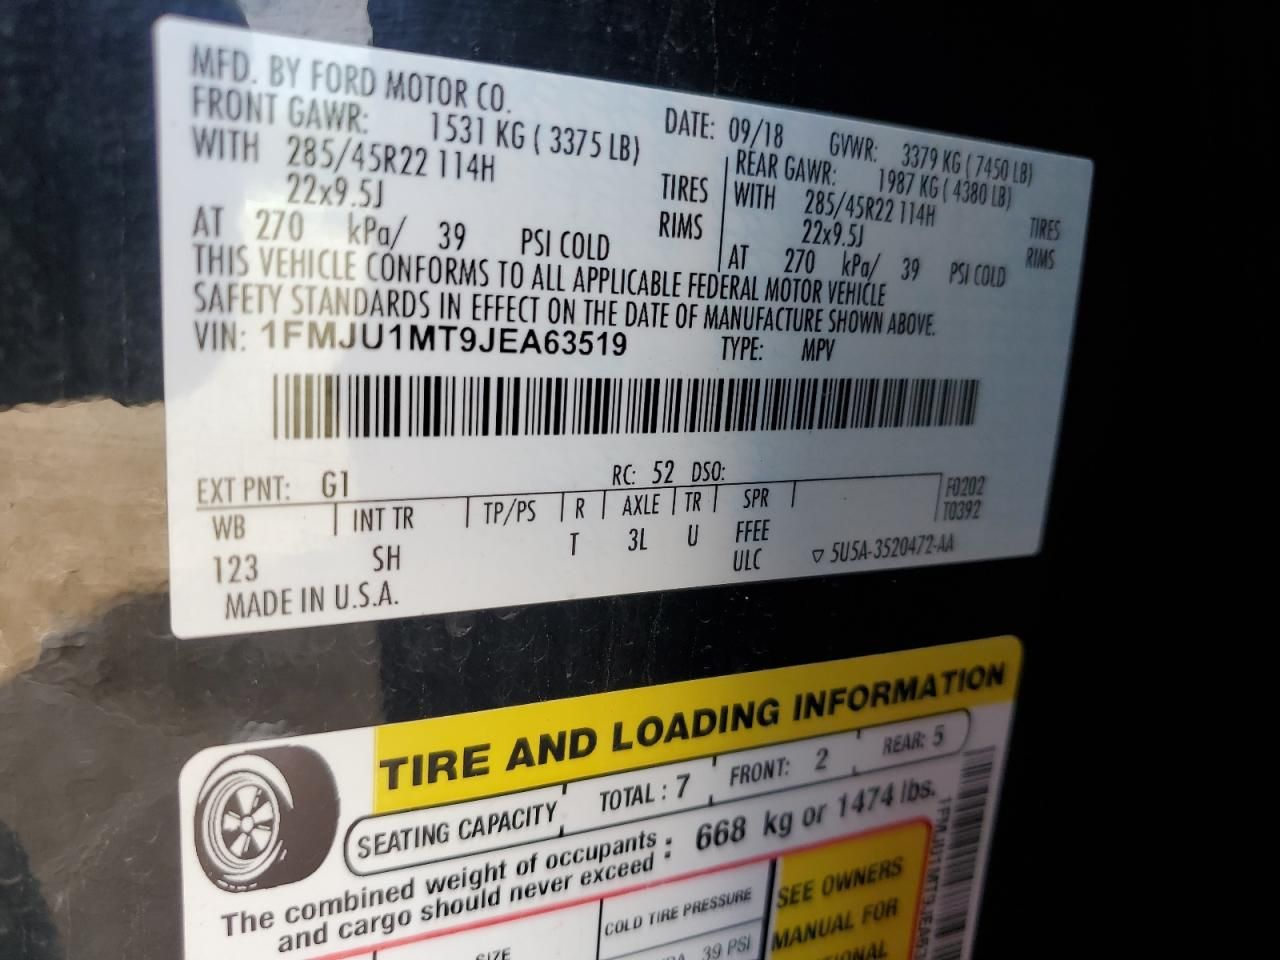 MFD. BY FORD MOTOR CO.
DATE: 09/18 GVWR: 3379 KG ( 7450 LB)
FRONT GAWR: 1531 KG ( 3375 LB) REAR GAWR: 1987 KG ( 4380 LB)
WITH 285/45R22 114H TIRES WITH 285/45R22 114H TIRES
22x9.5J RIMS 22x9.5J RIMS
AT 270 kPa/ 39 PSI COLD AT 270 kPa/ 39 PSI COLD
THIS VEHICLE CONFORMS TO ALL APPLICABLE FEDERAL MOTOR VEHICLE
SAFETY STANDARDS IN EFFECT ON THE DATE OF MANUFACTURE SHOWN ABOVE.
VIN: 1FMJU1MT9JEA63519 TYPE: MPV
EXT PNT: G1 RC: 52 DSO:
WB INT TR TP/PS R AXLE TR SPR F0202
T0392
123 SH T 3L U FFEE
ULC ▽ 5U5A-3520472-AA
MADE IN U.S.A.
TIRE AND LOADING INFORMATION
SEATING CAPACITY TOTAL : 7 FRONT: 2 REAR: 5
The combined weight of occupants : 668 kg or 1474 lbs.
and cargo should never exceed :
SIZE COLD TIRE PRESSURE SEE OWNERS
39 PSI MANUAL FOR